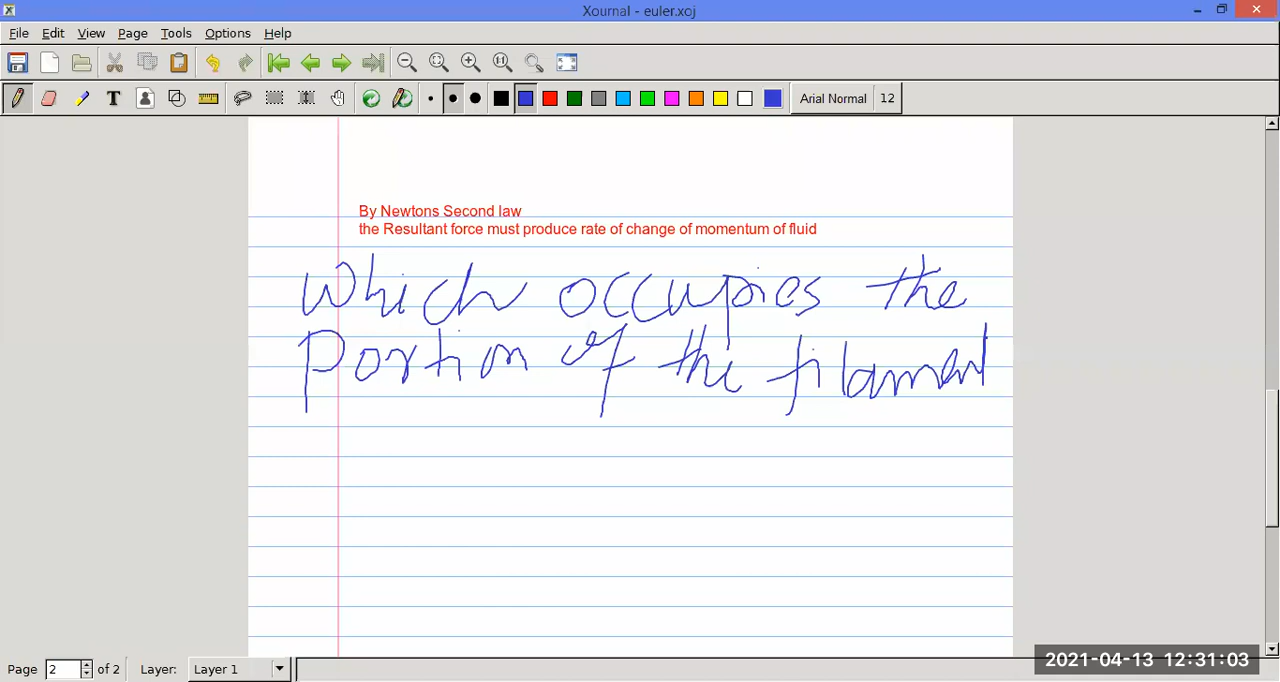 Xournal - euler.xoj
File Edit View Page Tools Options Help
Arial Normal 12
By Newtons Second law
the Resultant force must produce rate of change of momentum of fluid
Which occupies the
Portion of the filament
Page 2 of 2 Layer: Layer 1
2021-04-13 12:31:03